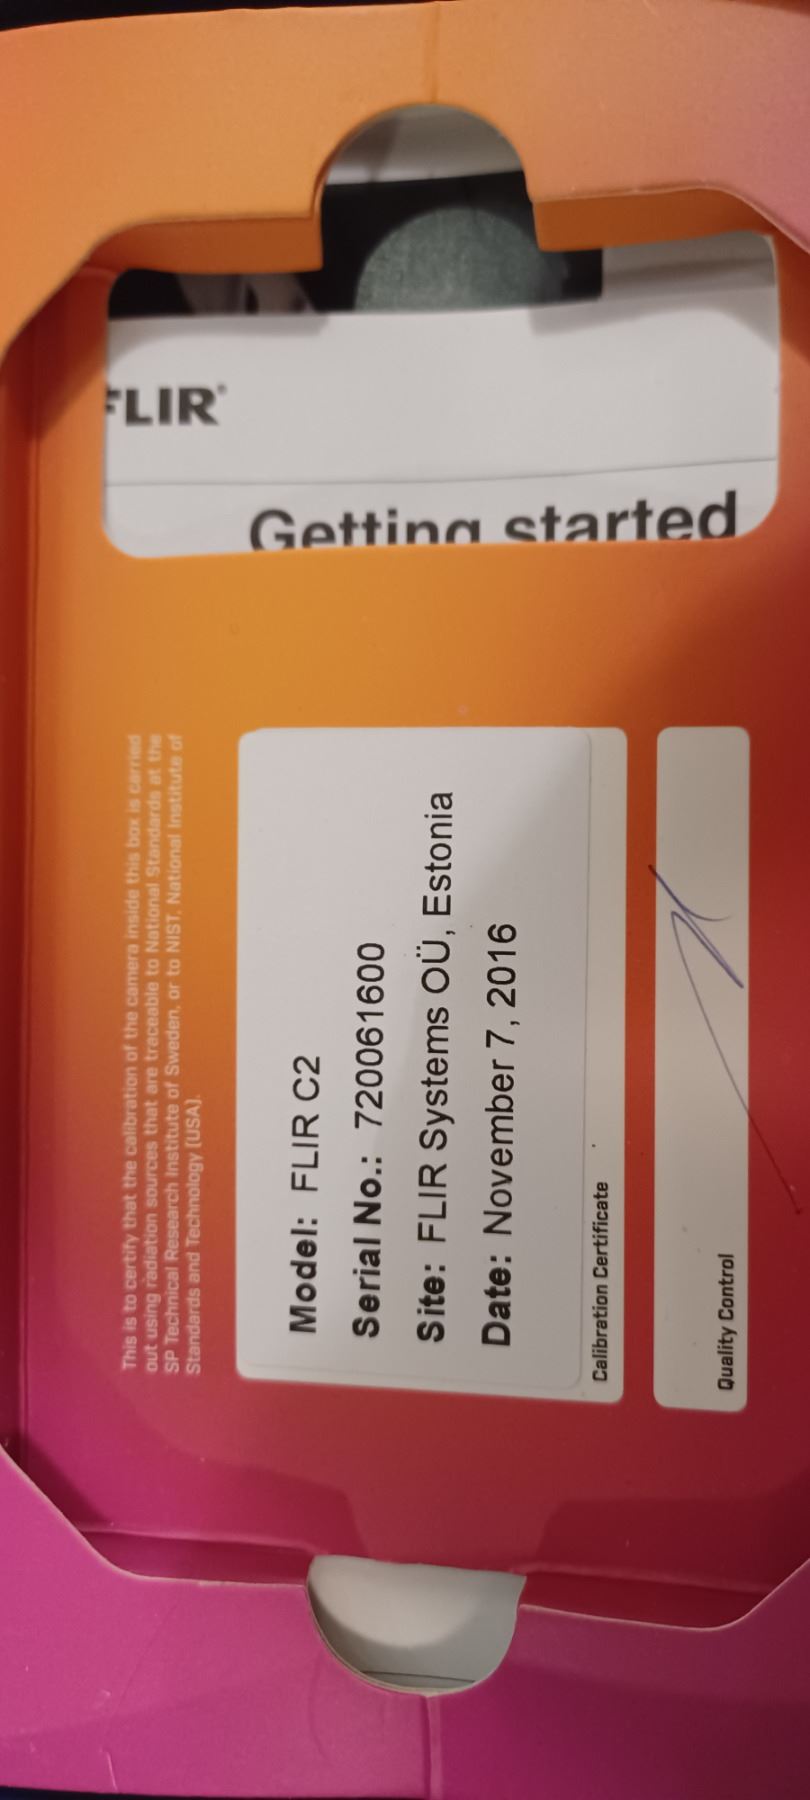 FLIR®
Getting started
This is to certify that the calibration of the camera inside this box is carried
out using radiation sources that are traceable to National Standards at the
SP Technical Research Institute of Sweden, or to NIST, National Institute of
Standards and Technology (USA).
Model: FLIR C2
Serial No.: 720061600
Site: FLIR Systems OÜ, Estonia
Date: November 7, 2016
Calibration Certificate
Quality Control